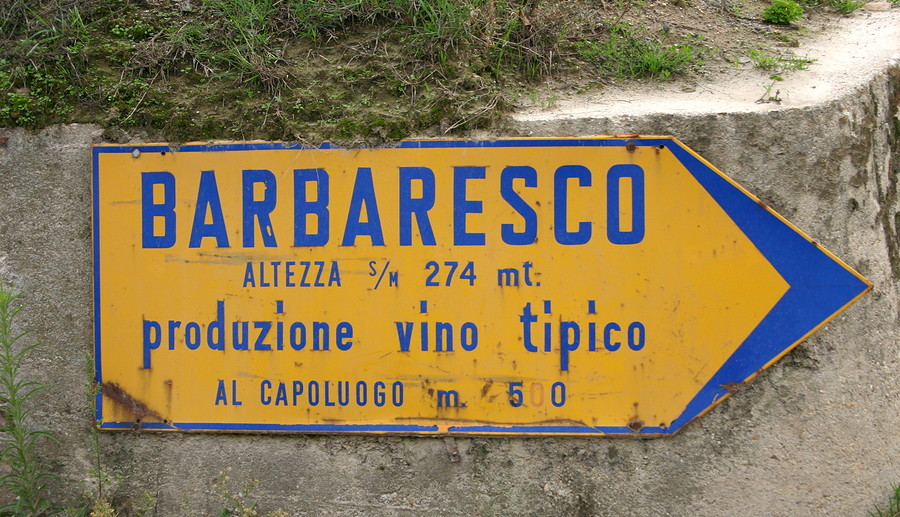 BARBARESCO
ALTEZZA S/M 274 mt.
produzione vino tipico
AL CAPOLUOGO m. 500